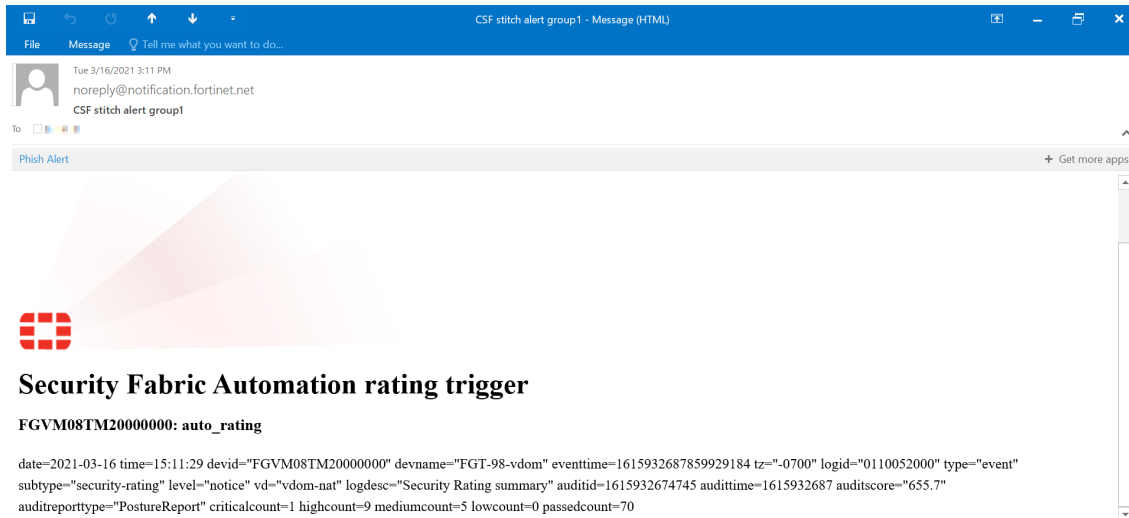 CSF stitch alert group1 - Message (HTML)
File Message Tell me what you want to do...
Tue 3/16/2021 3:11 PM
noreply@notification.fortinet.net
CSF stitch alert group1
To
Phish Alert
+ Get more apps
Security Fabric Automation rating trigger
FGVM08TM20000000: auto_rating
date=2021-03-16 time=15:11:29 devid="FGVM08TM20000000" devname="FGT-98-vdom" eventtime=1615932687859929184 tz="-0700" logid="0110052000" type="event"
subtype="security-rating" level="notice" vd="vdom-nat" logdesc="Security Rating summary" auditid=1615932674745 audittime=1615932687 auditscore="655.7"
auditreporttype="PostureReport" criticalcount=1 highcount=9 mediumcount=5 lowcount=0 passedcount=70